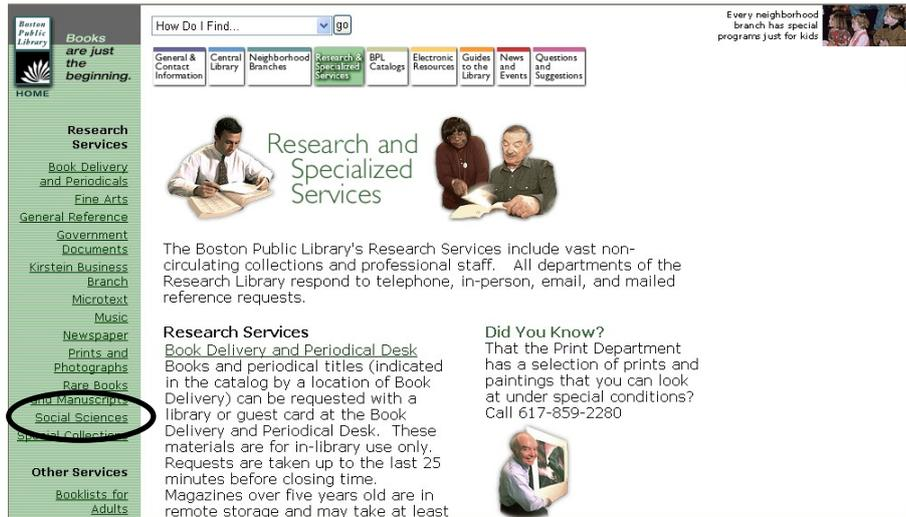 Boston
Public
Library
Books
are just
the
beginning.
HOME
How Do I Find...
go
Every neighborhood
branch has special
programs just for kids
General &
Contact
Information
Central
Library
Neighborhood
Branches
Research &
Specialized
Services
BPL
Catalogs
Electronic
Resources
Guides
to the
Library
News
and
Events
Questions
and
Suggestions
Research
Services
Book Delivery
and Periodicals
Fine Arts
General Reference
Government
Documents
Kirstein Business
Branch
Microtext
Music
Newspaper
Prints and
Photographs
Rare Books
and Manuscripts
Social Sciences
Special Collections
Other Services
Booklists for
Adults
Research and
Specialized
Services
The Boston Public Library's Research Services include vast non-
circulating collections and professional staff. All departments of the
Research Library respond to telephone, in-person, email, and mailed
reference requests.
Research Services
Book Delivery and Periodical Desk
Books and periodical titles (indicated
in the catalog by a location of Book
Delivery) can be requested with a
library or guest card at the Book
Delivery and Periodical Desk. These
materials are for in-library use only.
Requests are taken up to the last 25
minutes before closing time.
Magazines over five years old are in
remote storage and may take at least
Did You Know?
That the Print Department
has a selection of prints and
paintings that you can look
at under special conditions?
Call 617-859-2280